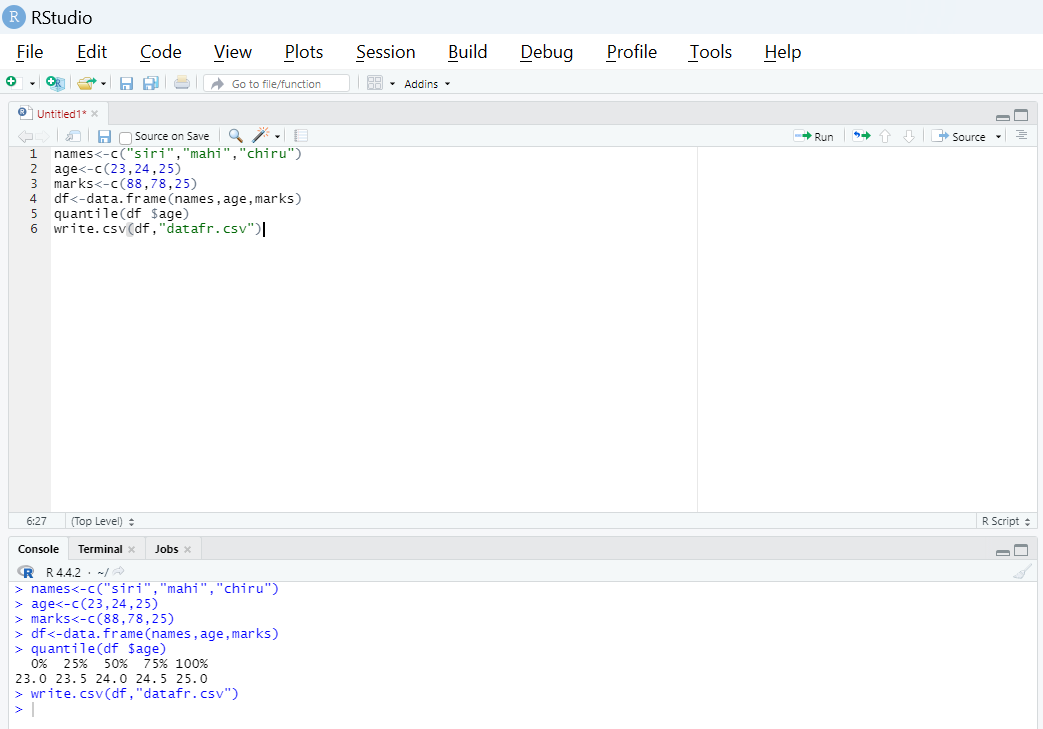 R RStudio
File Edit Code View Plots Session Build Debug Profile Tools Help
Go to file/function Addins
Untitled1* ×
Source on Save Run Source
1 names<-c("siri","mahi","chiru")
2 age<-c(23,24,25)
3 marks<-c(88,78,25)
4 df<-data.frame(names,age,marks)
5 quantile(df $age)
6 write.csv(df,"datafr.csv")
6:27 (Top Level) R Script
Console Terminal × Jobs ×
R R 4.4.2 · ~/
> names<-c("siri","mahi","chiru")
> age<-c(23,24,25)
> marks<-c(88,78,25)
> df<-data.frame(names,age,marks)
> quantile(df $age)
0% 25% 50% 75% 100%
23.0 23.5 24.0 24.5 25.0
> write.csv(df,"datafr.csv")
>